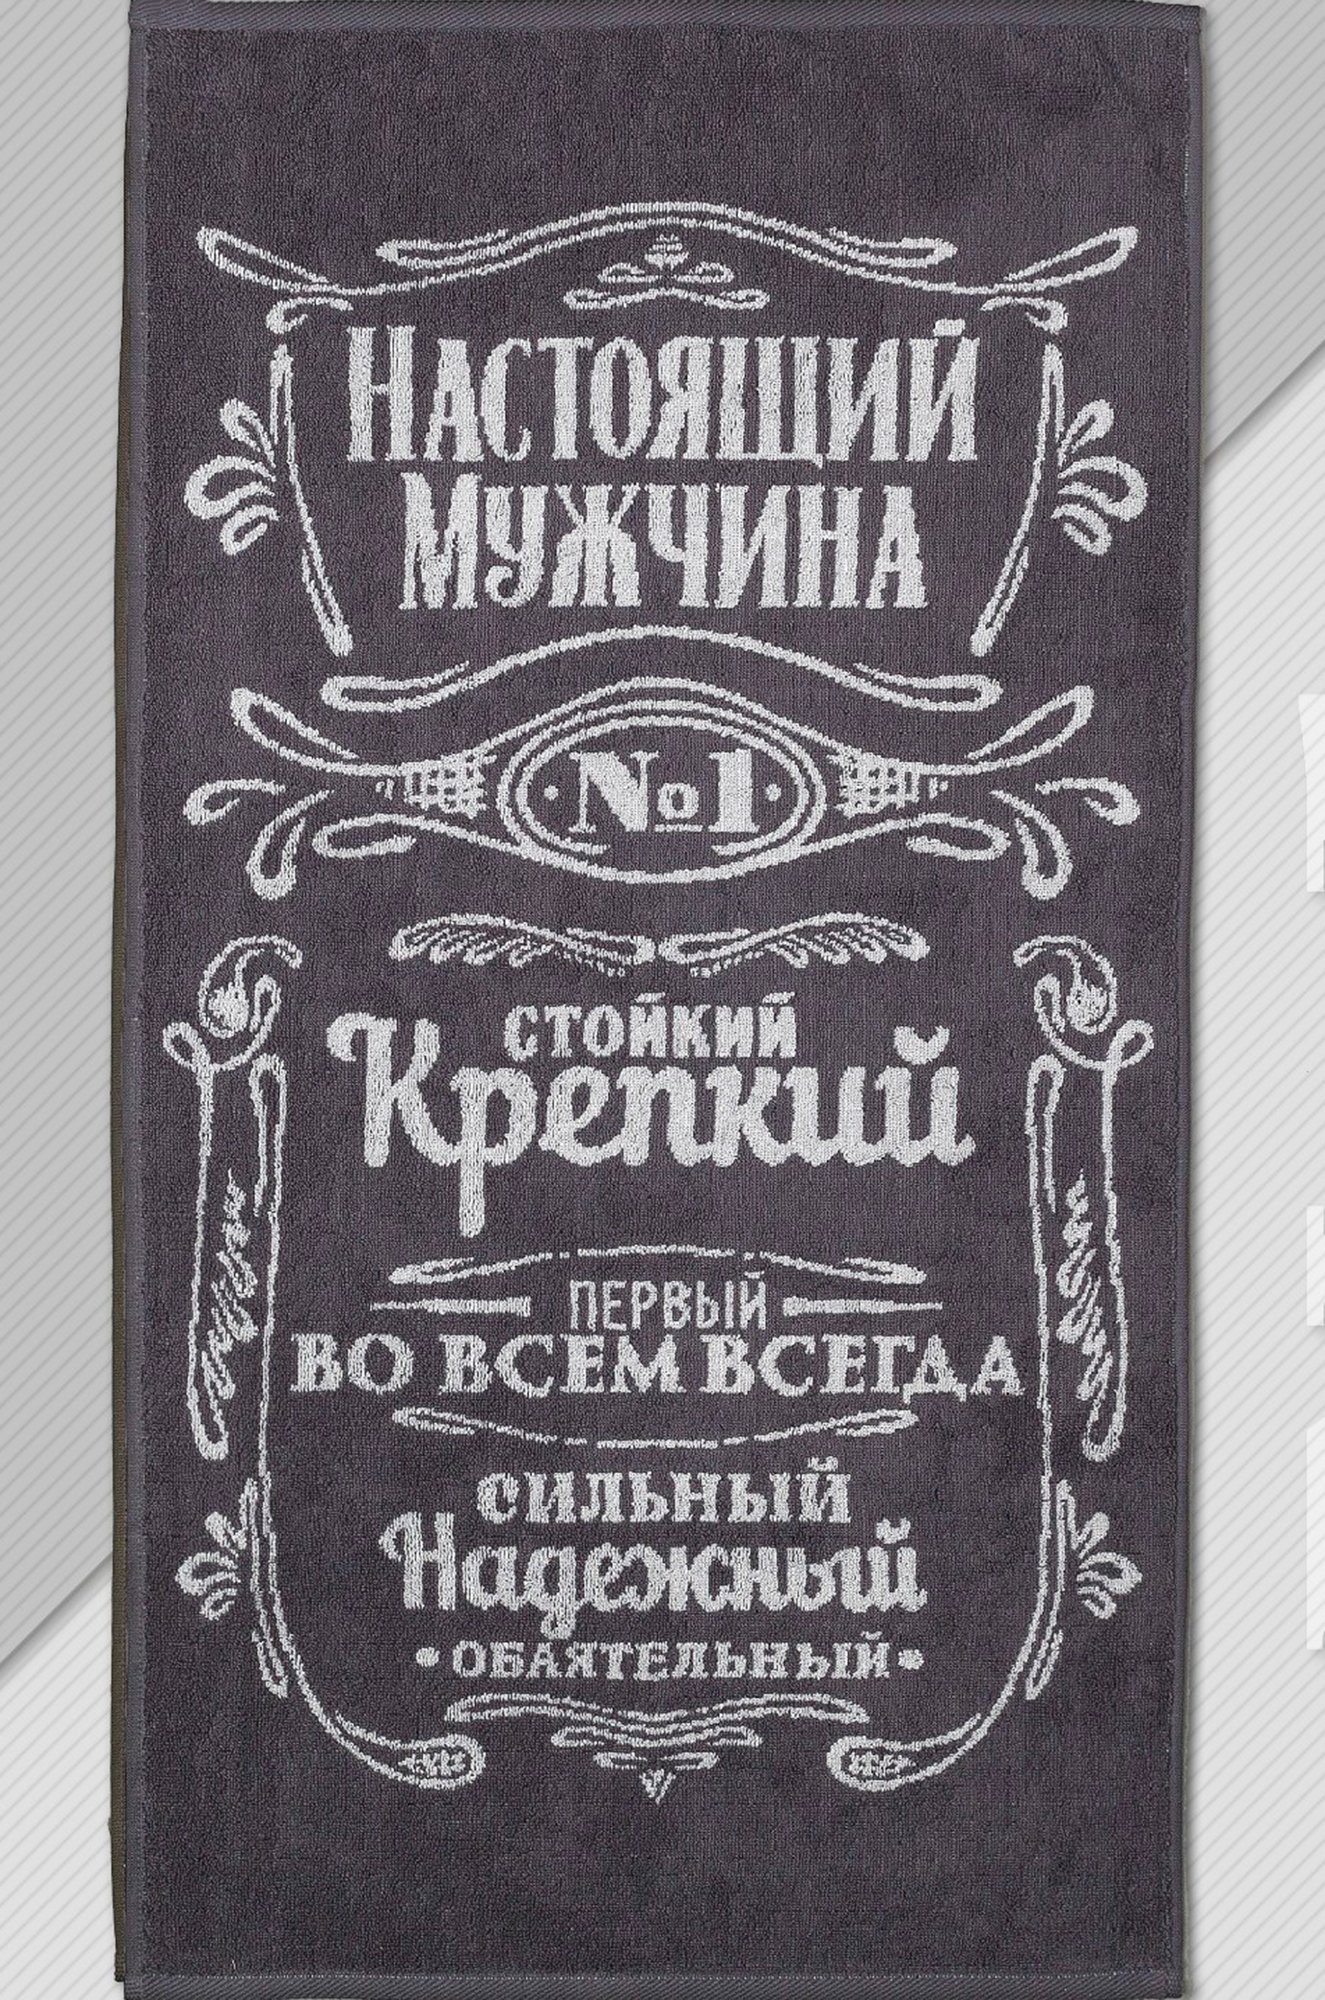 Настоящий
Мужчина
·№1·
стойкий
Крепкий
ПЕРВЫЙ
ВО ВСЕМ ВСЕГДА
сильный
Надежный
•ОБАЯТЕЛЬНЫЙ•